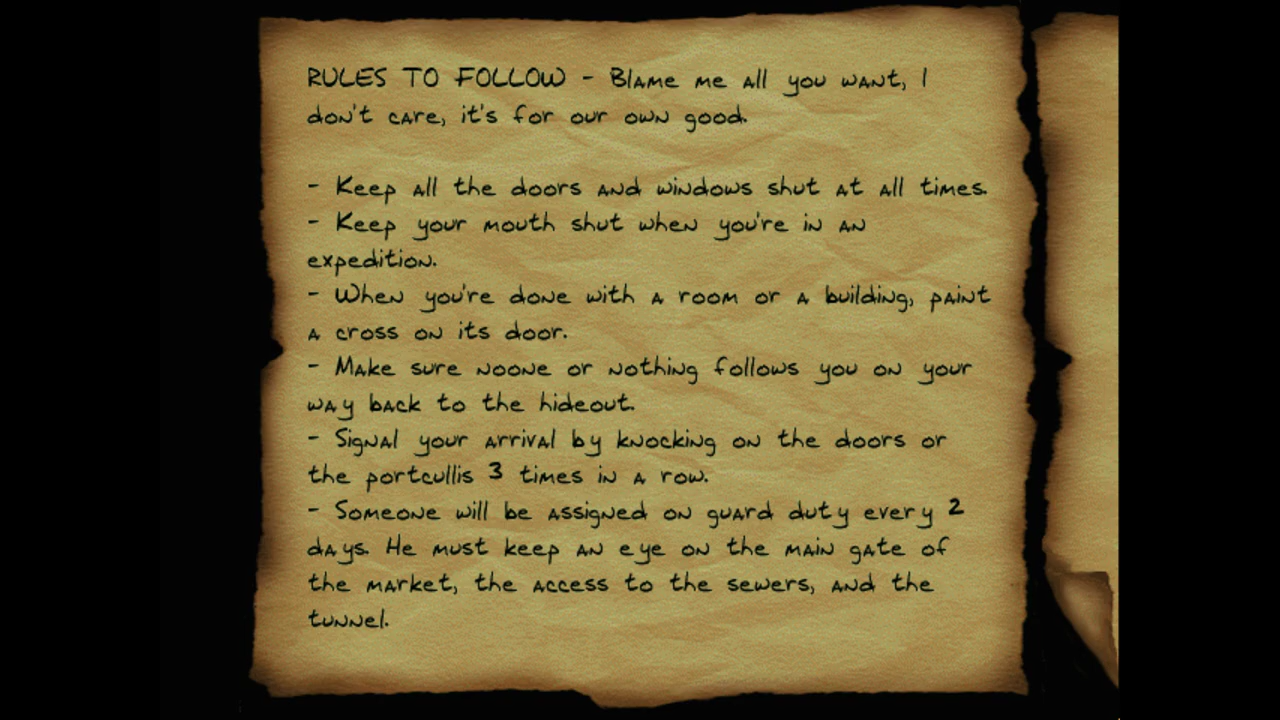 RULES TO FOLLOW - Blame me all you want, I
don't care, it's for our own good.
- Keep all the doors and windows shut at all times.
- Keep your mouth shut when you're in an
expedition.
- When you're done with a room or a building, paint
a cross on its door.
- Make sure noone or nothing follows you on your
way back to the hideout.
- Signal your arrival by knocking on the doors or
the portcullis 3 times in a row.
- Someone will be assigned on guard duty every 2
days. He must keep an eye on the main gate of
the market, the access to the sewers, and the
tunnel.